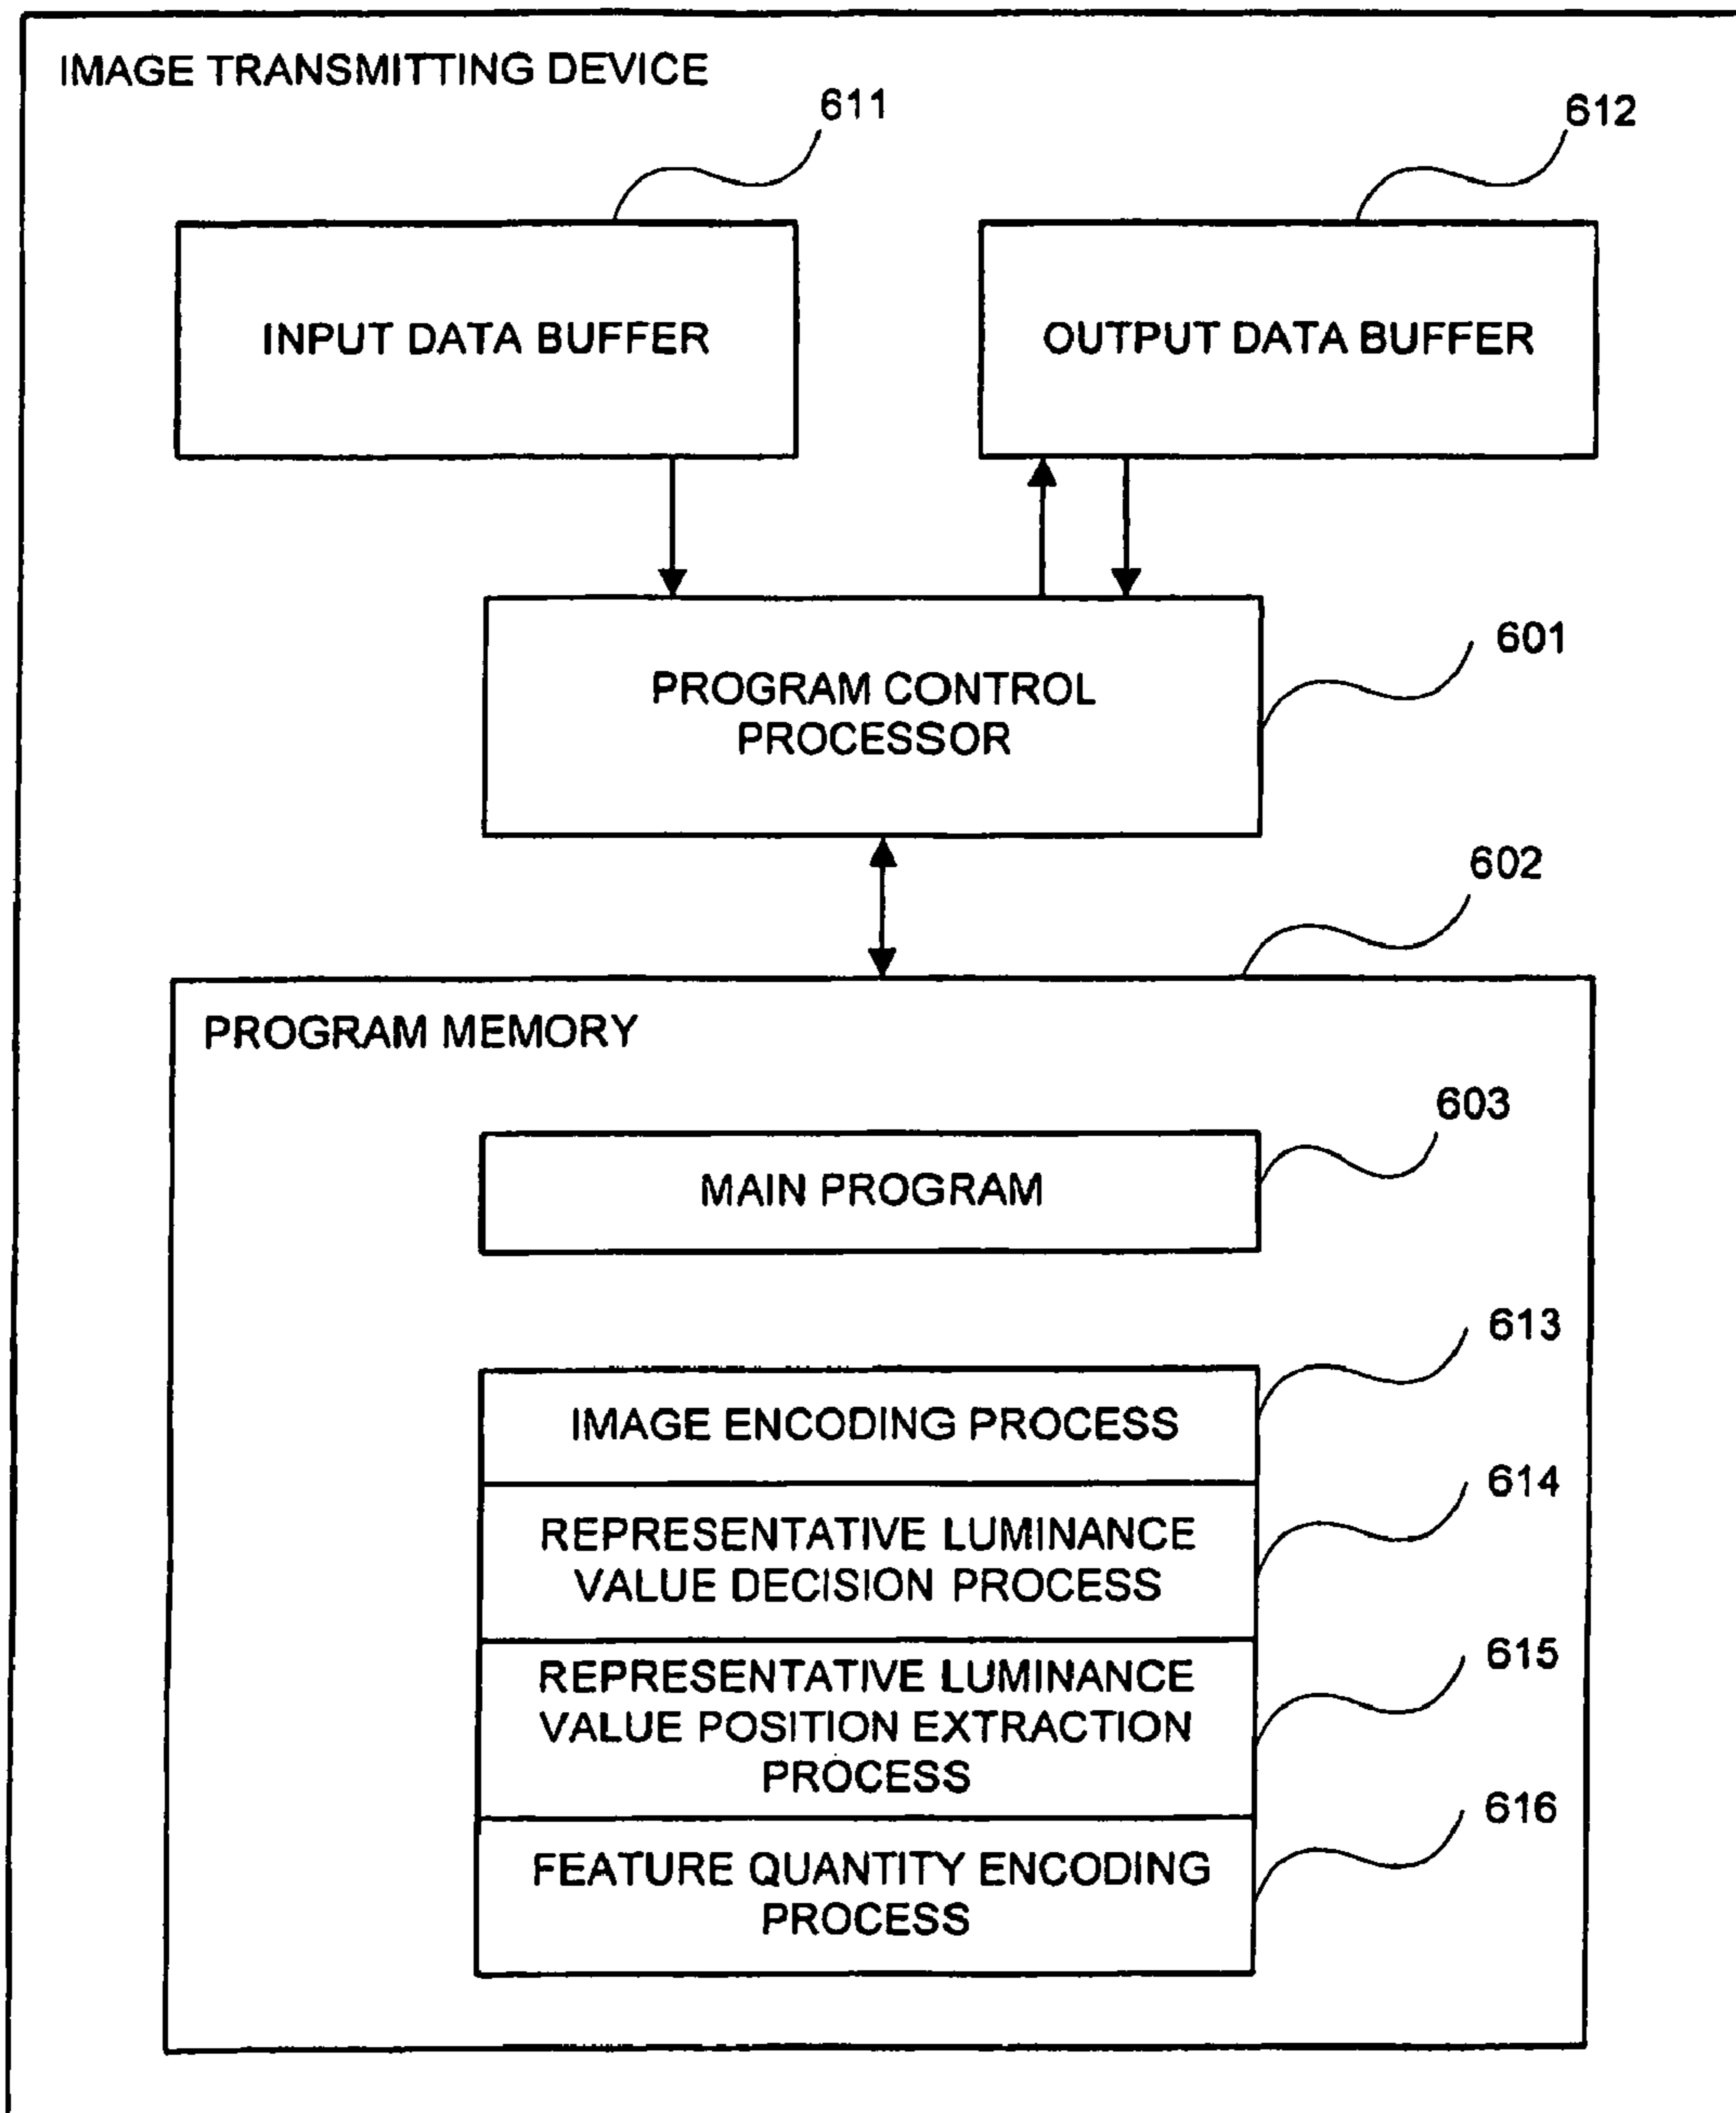 IMAGE TRANSMITTING DEVICE
611
612
INPUT DATA BUFFER
OUTPUT DATA BUFFER
601
PROGRAM CONTROL
PROCESSOR
602
PROGRAM MEMORY
603
MAIN PROGRAM
613
IMAGE ENCODING PROCESS
614
REPRESENTATIVE LUMINANCE
VALUE DECISION PROCESS
615
REPRESENTATIVE LUMINANCE
VALUE POSITION EXTRACTION
PROCESS
616
FEATURE QUANTITY ENCODING
PROCESS